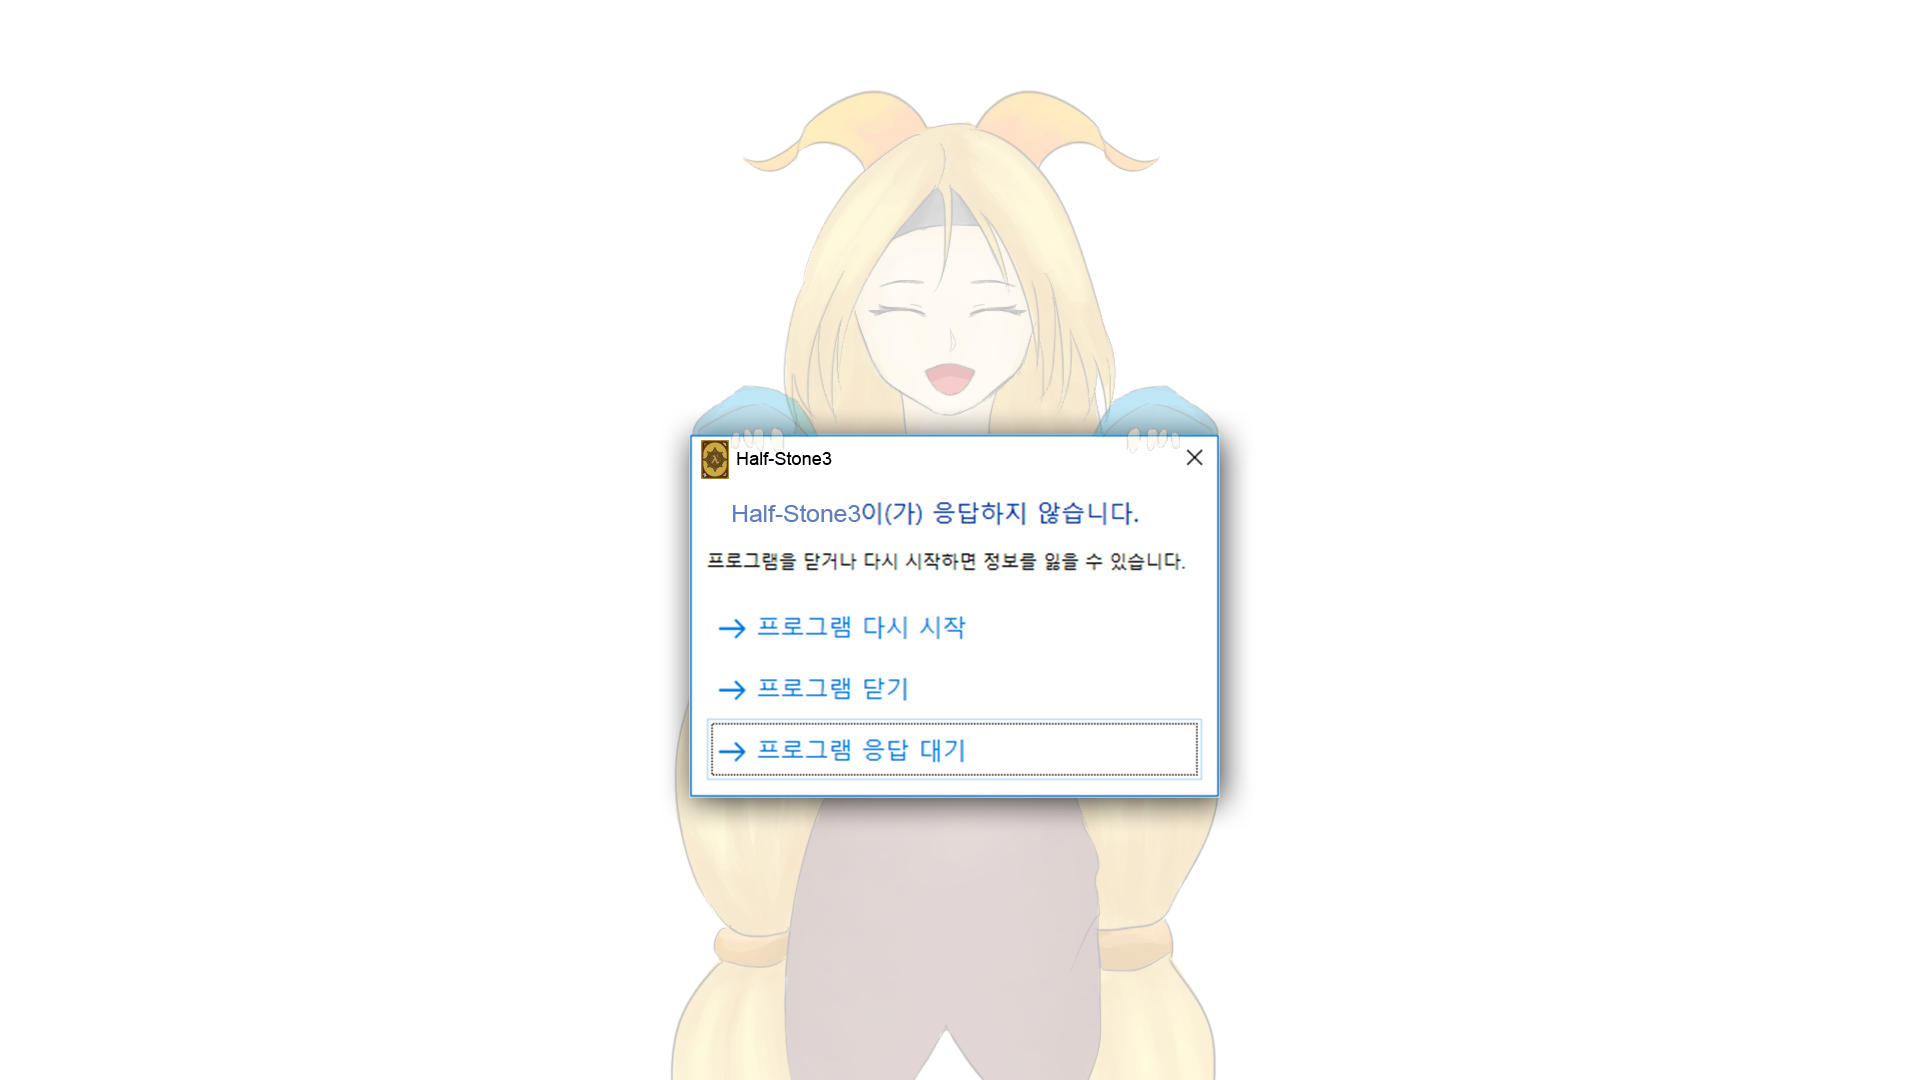 Half-Stone3
Half-Stone3이(가) 응답하지 않습니다.
프로그램을 닫거나 다시 시작하면 정보를 잃을 수 있습니다.
→ 프로그램 다시 시작
→ 프로그램 닫기
→ 프로그램 응답 대기